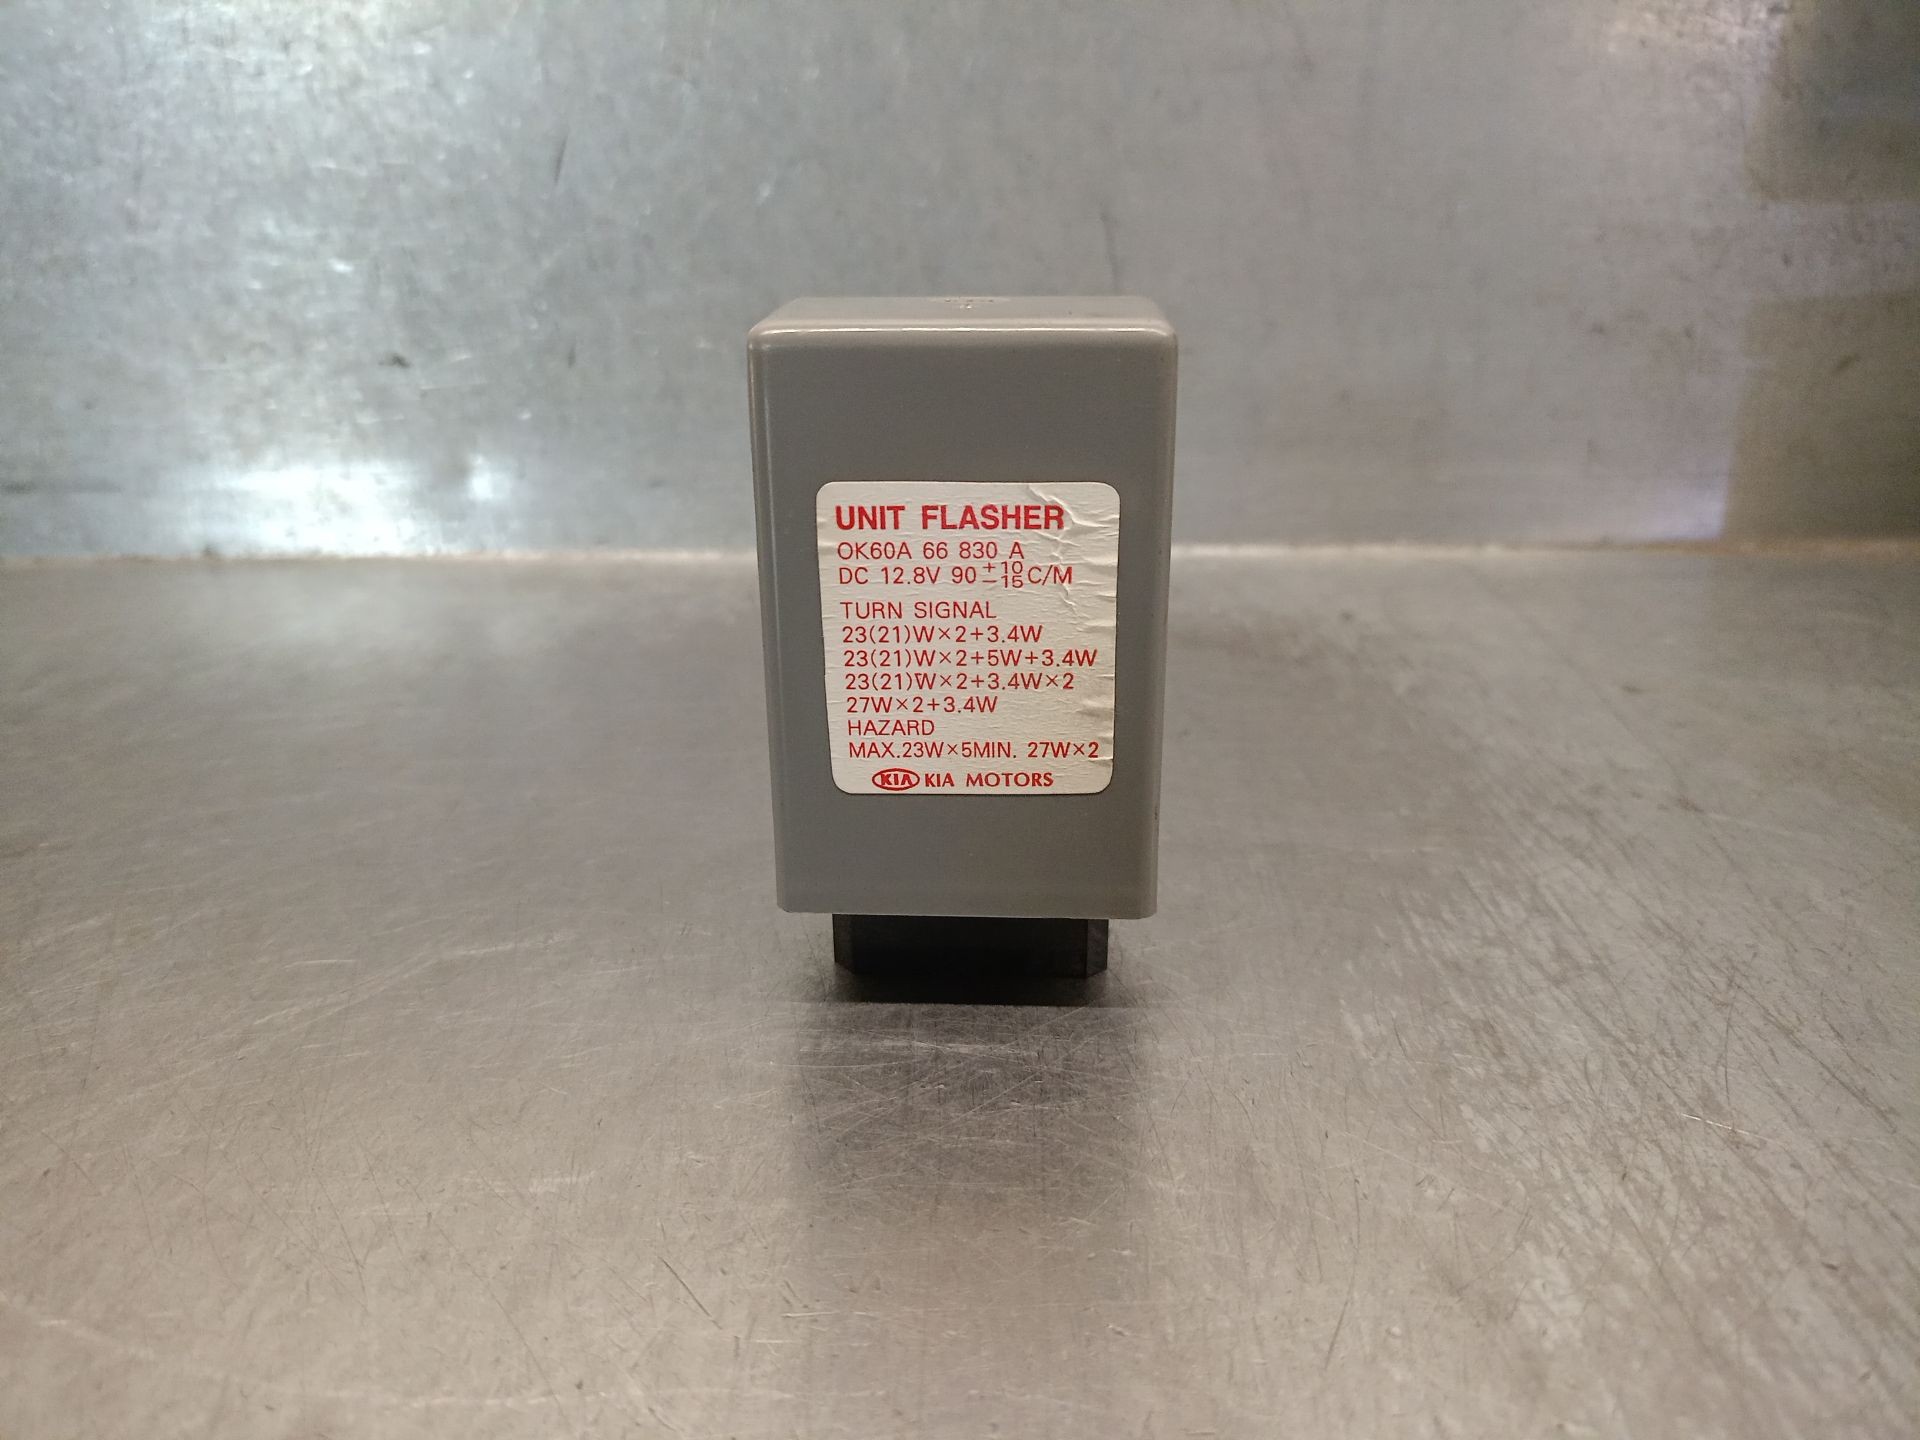 UNIT FLASHER
OK60A 66 830 A
DC 12.8V 90 +10 −15 C/M
TURN SIGNAL
23(21)W×2+3.4W
23(21)W×2+5W+3.4W
23(21)W×2+3.4W×2
27W×2+3.4W
HAZARD
MAX.23W×5MIN. 27W×2
KIA KIA MOTORS